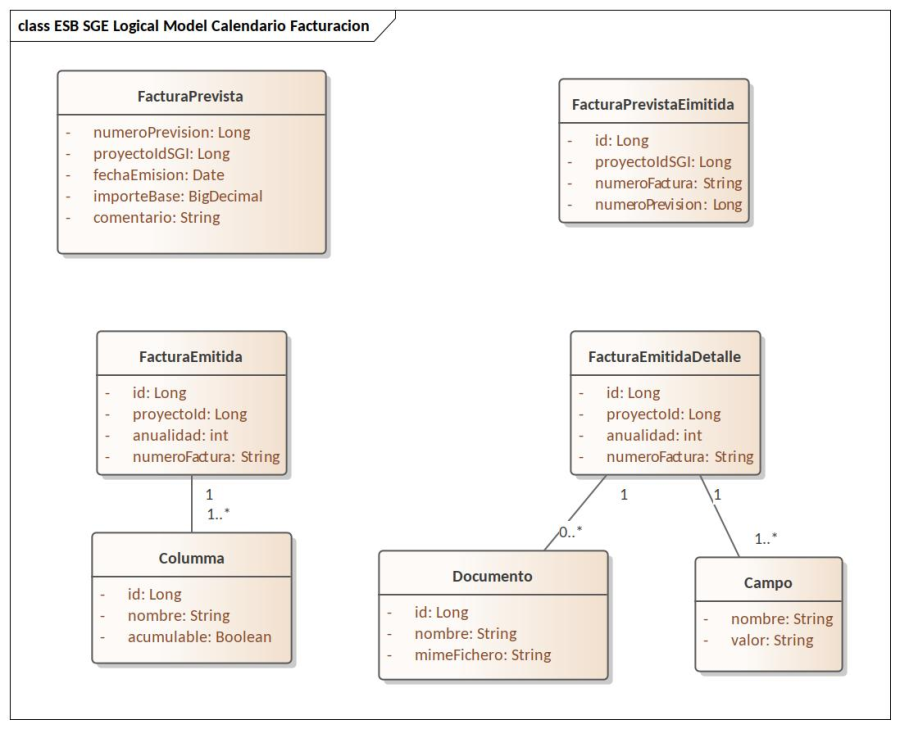 class ESB SGE Logical Model Calendario Facturacion
FacturaPrevista
- numeroPrevision: Long
- proyectoIdSGI: Long
- fechaEmision: Date
- importeBase: BigDecimal
- comentario: String
FacturaPrevistaEimitida
- id: Long
- proyectoIdSGI: Long
- numeroFactura: String
- numeroPrevision: Long
FacturaEmitida
- id: Long
- proyectoId: Long
- anualidad: int
- numeroFactura: String
FacturaEmitidaDetalle
- id: Long
- proyectoId: Long
- anualidad: int
- numeroFactura: String
1
1..*
1
0..*
1
1..*
Columma
- id: Long
- nombre: String
- acumulable: Boolean
Documento
- id: Long
- nombre: String
- mimeFichero: String
Campo
- nombre: String
- valor: String